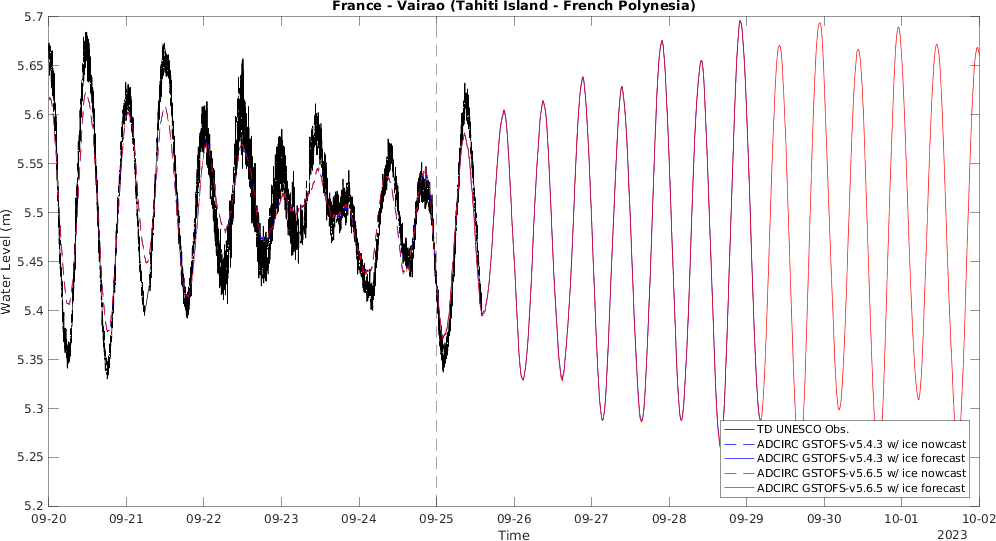 France - Vairao (Tahiti Island - French Polynesia)
5.7
5.65
5.6
5.55
5.5
5.45
5.4
5.35
5.3
5.25
5.2
Water Level (m)
TD UNESCO Obs.
ADCIRC GSTOFS-v5.4.3 w/ ice nowcast
ADCIRC GSTOFS-v5.4.3 w/ ice forecast
ADCIRC GSTOFS-v5.6.5 w/ ice nowcast
ADCIRC GSTOFS-v5.6.5 w/ ice forecast
09-20 09-21 09-22 09-23 09-24 09-25 09-26 09-27 09-28 09-29 09-30 10-01 10-02
Time
2023